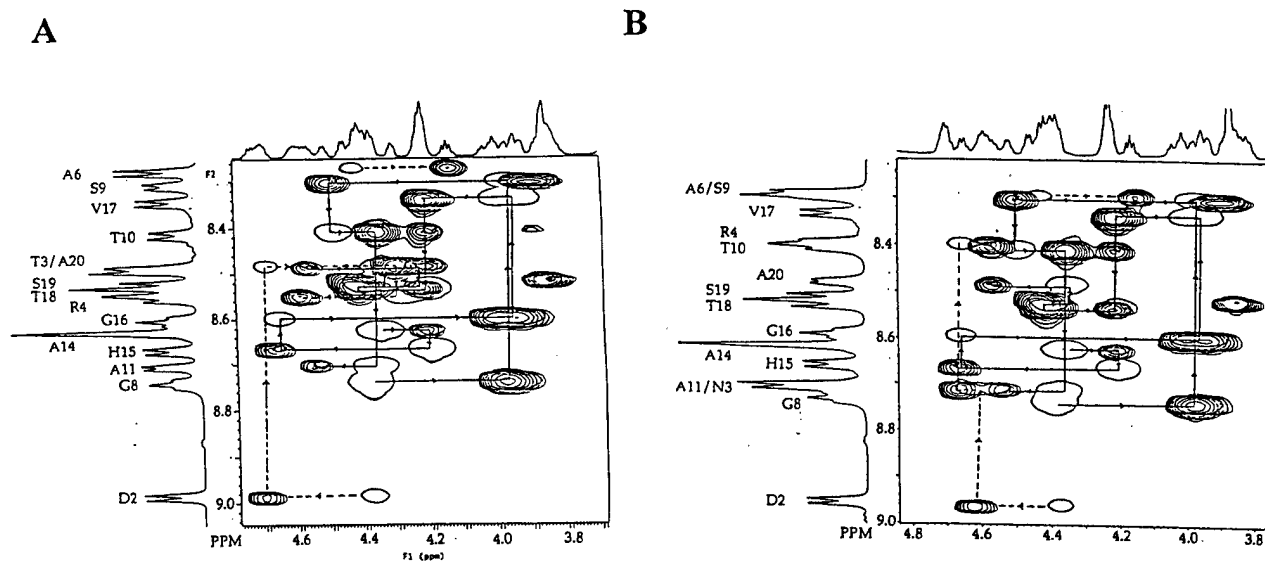 A
B
A6
S9
V17
T10
T3/A20
S19
T18
R4
G16
A14
H15
A11
G8
D2
PPM
F2
8.4
8.6
8.8
9.0
4.6
4.4
4.2
4.0
3.8
F1 (ppm)
A6/S9
V17
R4
T10
A20
S19
T18
G16
A14
H15
A11/N3
G8
D2
PPM
8.4
8.6
8.8
9.0
4.8
4.6
4.4
4.2
4.0
3.8